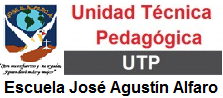 Unidad Técnica
Pedagógica
UTP
Escuela José Agustín Alfaro